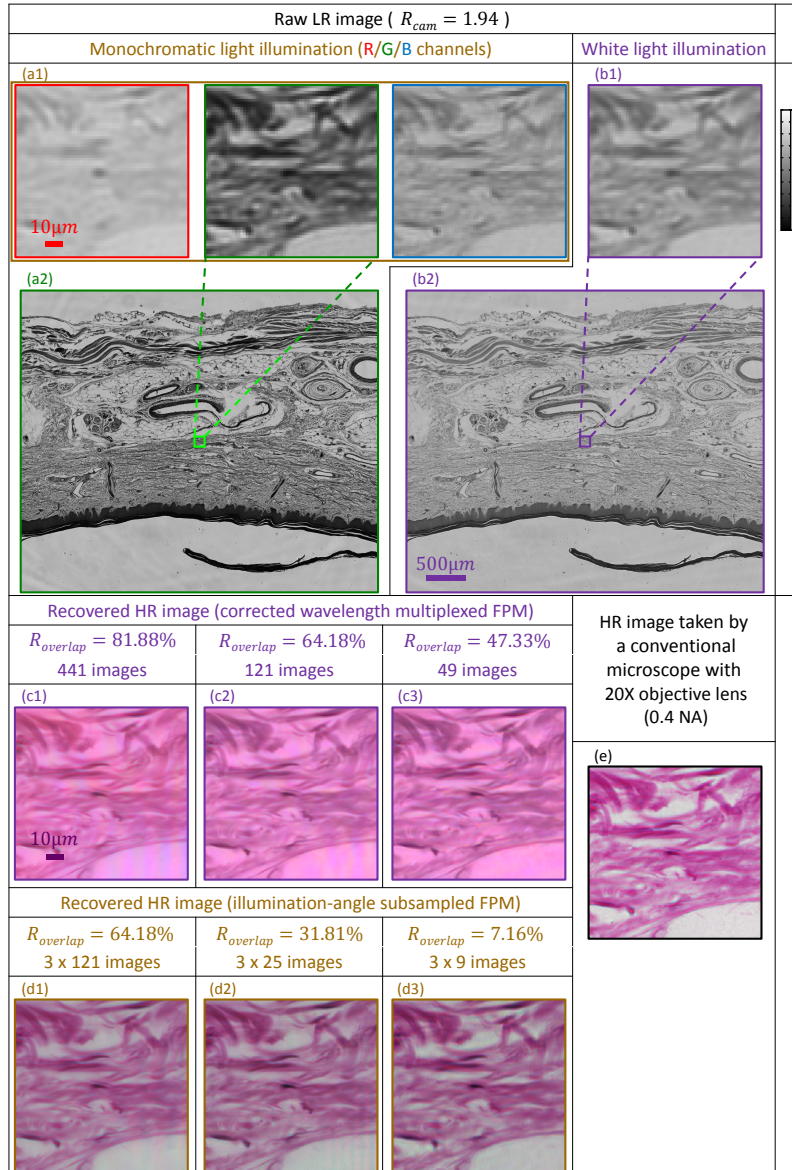 Raw LR image ( R_cam = 1.94 )
Monochromatic light illumination (R/G/B channels)
White light illumination
(a1)
(b1)
10μm
(a2)
(b2)
500μm
Recovered HR image (corrected wavelength multiplexed FPM)
R_overlap = 81.88%
441 images
R_overlap = 64.18%
121 images
R_overlap = 47.33%
49 images
HR image taken by
a conventional
microscope with
20X objective lens
(0.4 NA)
(c1)
(c2)
(c3)
10μm
(e)
Recovered HR image (illumination-angle subsampled FPM)
R_overlap = 64.18%
3 x 121 images
R_overlap = 31.81%
3 x 25 images
R_overlap = 7.16%
3 x 9 images
(d1)
(d2)
(d3)